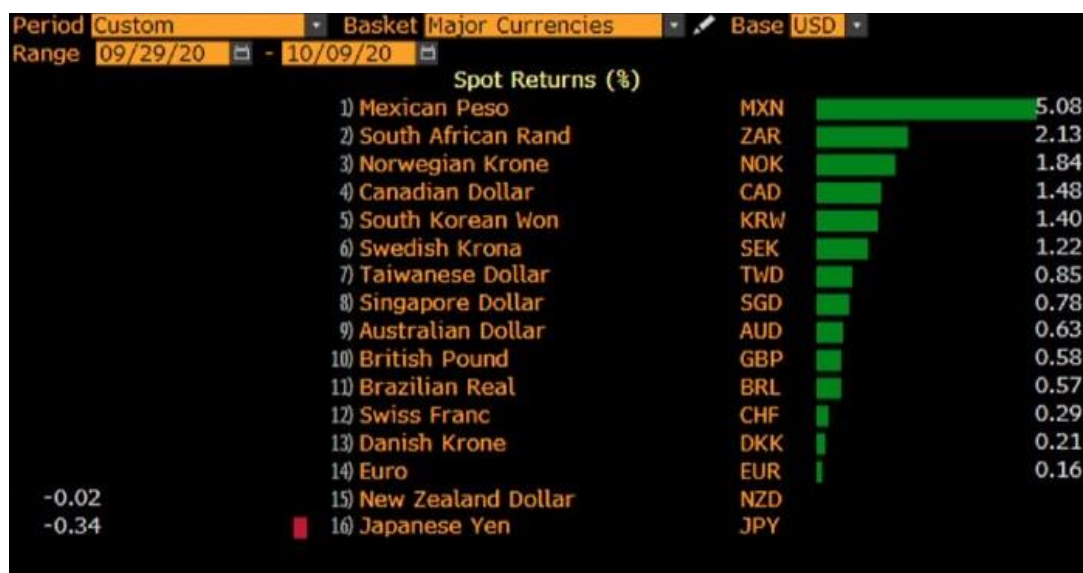 Period Custom Basket Major Currencies Base USD
Range 09/29/20 - 10/09/20
Spot Returns (%)
1) Mexican Peso MXN 5.08
2) South African Rand ZAR 2.13
3) Norwegian Krone NOK 1.84
4) Canadian Dollar CAD 1.48
5) South Korean Won KRW 1.40
6) Swedish Krona SEK 1.22
7) Taiwanese Dollar TWD 0.85
8) Singapore Dollar SGD 0.78
9) Australian Dollar AUD 0.63
10) British Pound GBP 0.58
11) Brazilian Real BRL 0.57
12) Swiss Franc CHF 0.29
13) Danish Krone DKK 0.21
14) Euro EUR 0.16
-0.02 15) New Zealand Dollar NZD
-0.34 16) Japanese Yen JPY